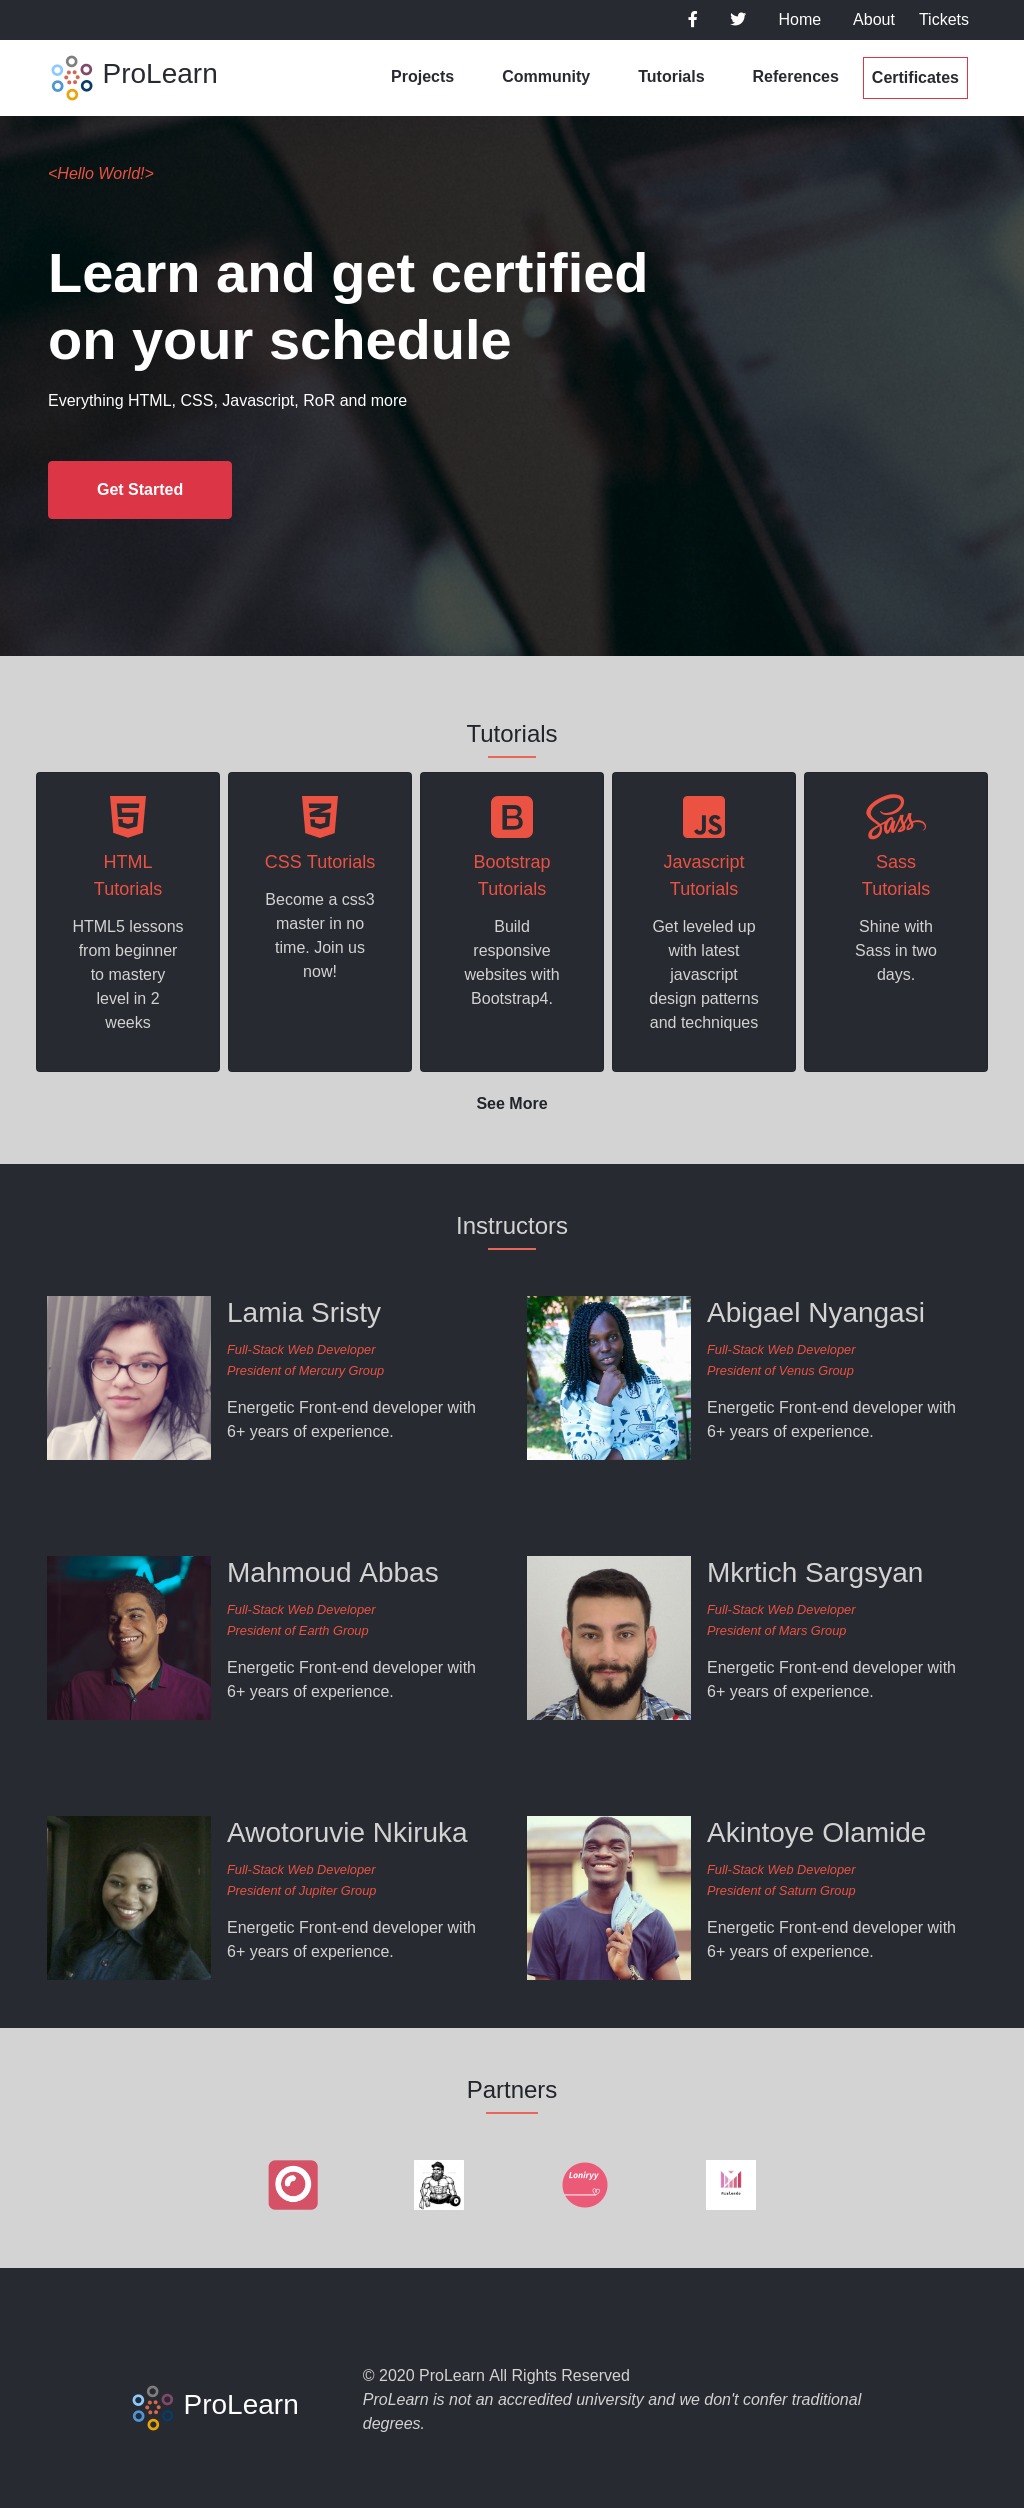 Home About Tickets
ProLearn
Projects Community Tutorials References Certificates
<Hello World!>
Learn and get certified
on your schedule
Everything HTML, CSS, Javascript, RoR and more
Get Started
Tutorials
HTML
Tutorials
HTML5 lessons
from beginner
to mastery
level in 2
weeks
CSS Tutorials
Become a css3
master in no
time. Join us
now!
B
Bootstrap
Tutorials
Build
responsive
websites with
Bootstrap4.
JS
Javascript
Tutorials
Get leveled up
with latest
javascript
design patterns
and techniques
Sass
Sass
Tutorials
Shine with
Sass in two
days.
See More
Instructors
Lamia Sristy
Full-Stack Web Developer
President of Mercury Group
Energetic Front-end developer with
6+ years of experience.
Abigael Nyangasi
Full-Stack Web Developer
President of Venus Group
Energetic Front-end developer with
6+ years of experience.
Mahmoud Abbas
Full-Stack Web Developer
President of Earth Group
Energetic Front-end developer with
6+ years of experience.
Mkrtich Sargsyan
Full-Stack Web Developer
President of Mars Group
Energetic Front-end developer with
6+ years of experience.
Awotoruvie Nkiruka
Full-Stack Web Developer
President of Jupiter Group
Energetic Front-end developer with
6+ years of experience.
Akintoye Olamide
Full-Stack Web Developer
President of Saturn Group
Energetic Front-end developer with
6+ years of experience.
Partners
Loniryy
ProLearn
© 2020 ProLearn All Rights Reserved
ProLearn is not an accredited university and we don't confer traditional
degrees.